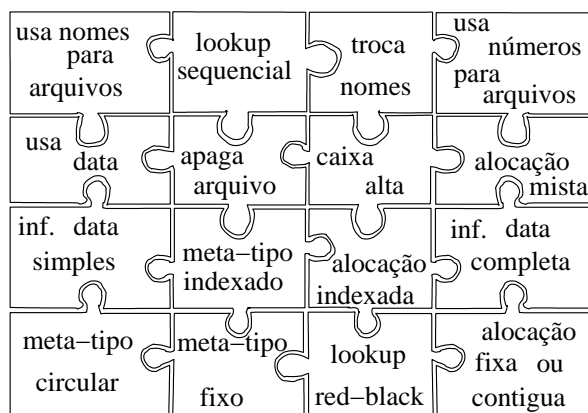 usa nomes
para
arquivos
lookup
sequencial
troca
nomes
usa
números
para
arquivos
usa
data
apaga
arquivo
caixa
alta
alocação
mista
inf. data
simples
meta-tipo
indexado
alocação
indexada
inf. data
completa
meta-tipo
circular
meta-tipo
fixo
lookup
red-black
alocação
fixa ou
contigua